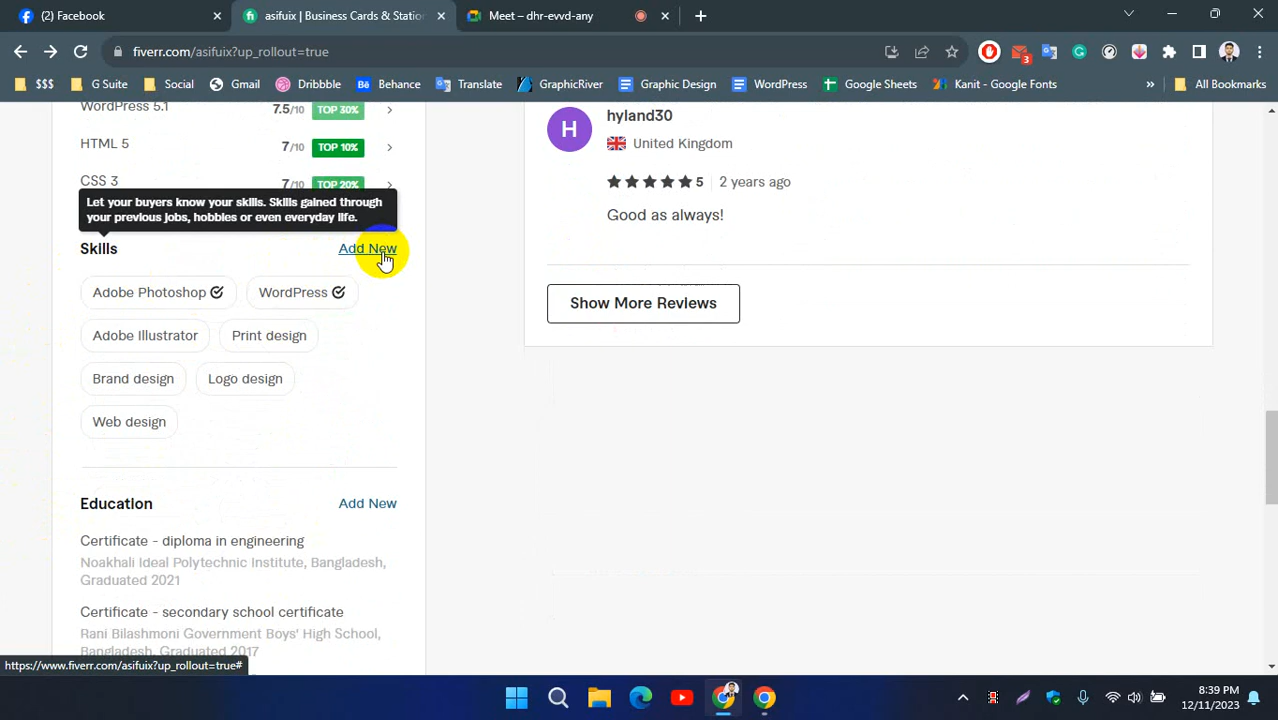 (2) Facebook
asifuix | Business Cards & Statio
Meet – dhr-evvd-any
fiverr.com/asifuix?up_rollout=true
3
$$$
G Suite
Social
Gmail
Dribbble
Bē Behance
Translate
GraphicRiver
Graphic Design
WordPress
Google Sheets
Kanit - Google Fonts
»
All Bookmarks
WordPress 5.1 7.5/10 TOP 30%
HTML 5 7/10 TOP 10%
CSS 3 7/10 TOP 20%
Let your buyers know your skills. Skills gained through
your previous jobs, hobbies or even everyday life.
Skills Add New
Adobe Photoshop WordPress
Adobe Illustrator Print design
Brand design Logo design
Web design
Education Add New
Certificate - diploma in engineering
Noakhali Ideal Polytechnic Institute, Bangladesh,
Graduated 2021
Certificate - secondary school certificate
Rani Bilashmoni Government Boys' High School,
Bangladesh, Graduated 2017
H
hyland30
United Kingdom
5 | 2 years ago
Good as always!
Show More Reviews
https://www.fiverr.com/asifuix?up_rollout=true#
8:39 PM
12/11/2023